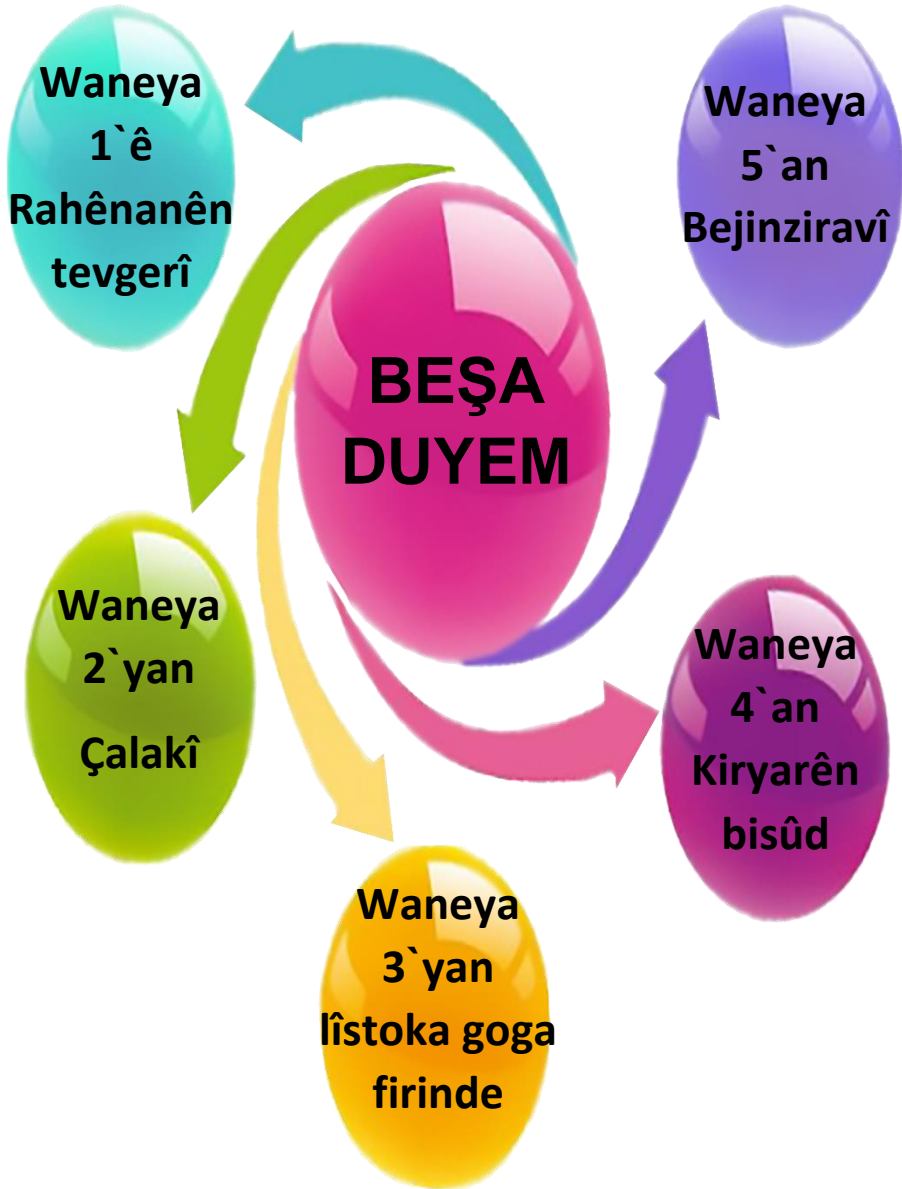 BEŞA
DUYEM
Waneya
1`ê
Rahênanên
tevgerî
Waneya
2`yan
Çalakî
Waneya
3`yan
lîstoka goga
firinde
Waneya
4`an
Kiryarên
bisûd
Waneya
5`an
Bejinziravî